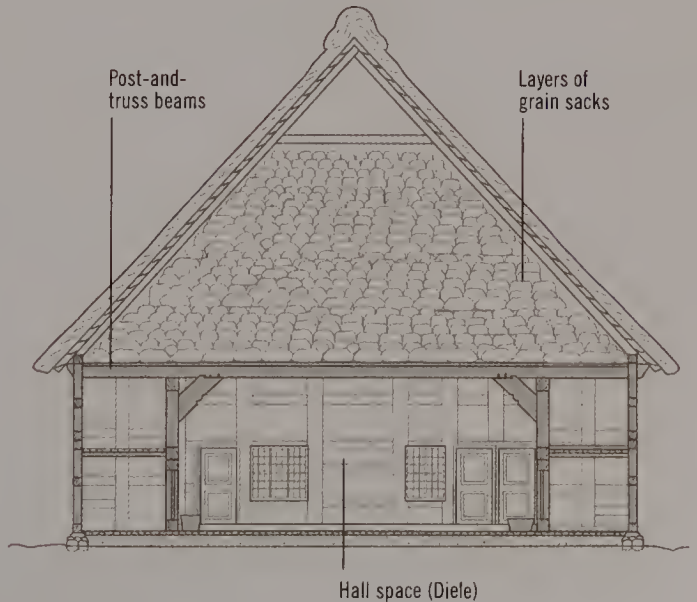 Post-and-
truss beams
Layers of
grain sacks
Hall space (Diele)